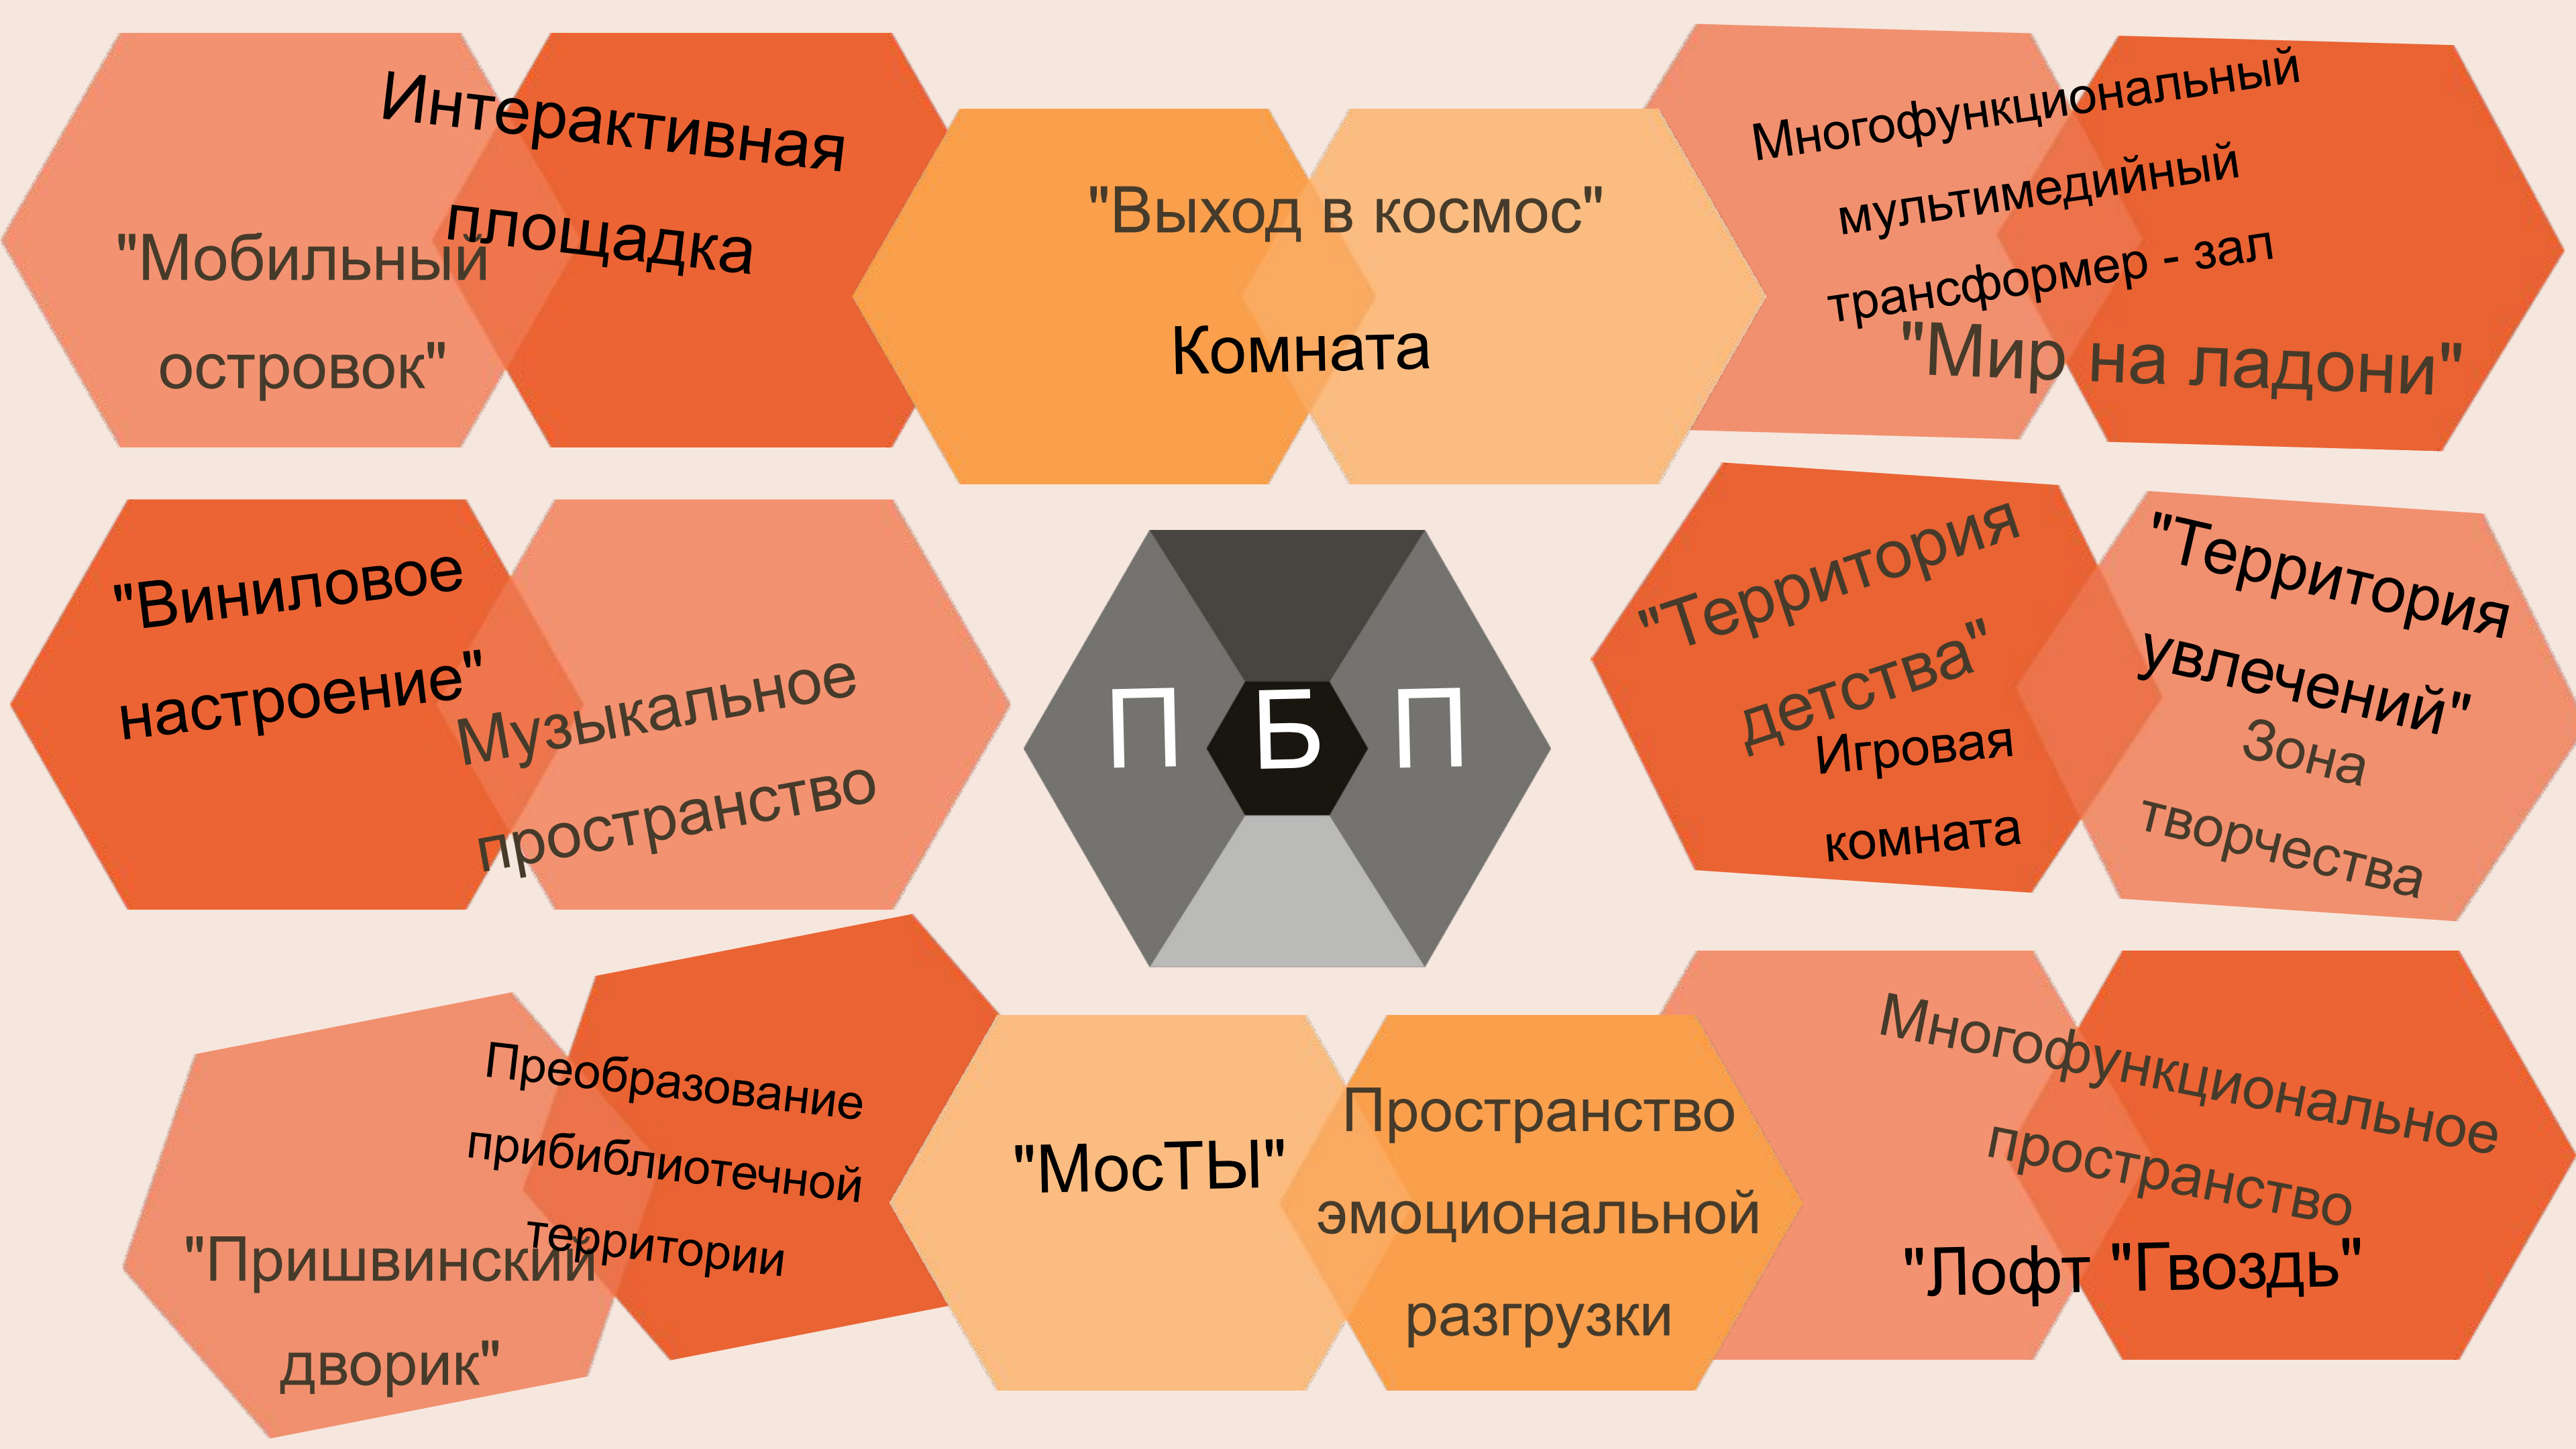 Интерактивная
площадка
"Мобильный
островок"
"Выход в космос"
Комната
Многофункциональный
мультимедийный
трансформер - зал
"Мир на ладони"
"Виниловое
настроение"
Музыкальное
пространство
П Б П
"Территория
детства"
Игровая
комната
"Территория
увлечений"
Зона
творчества
Преобразование
прибиблиотечной
территории
"Пришвинский
дворик"
"МосТЫ"
Пространство
эмоциональной
разгрузки
Многофункциональное
пространство
"Лофт "Гвоздь"